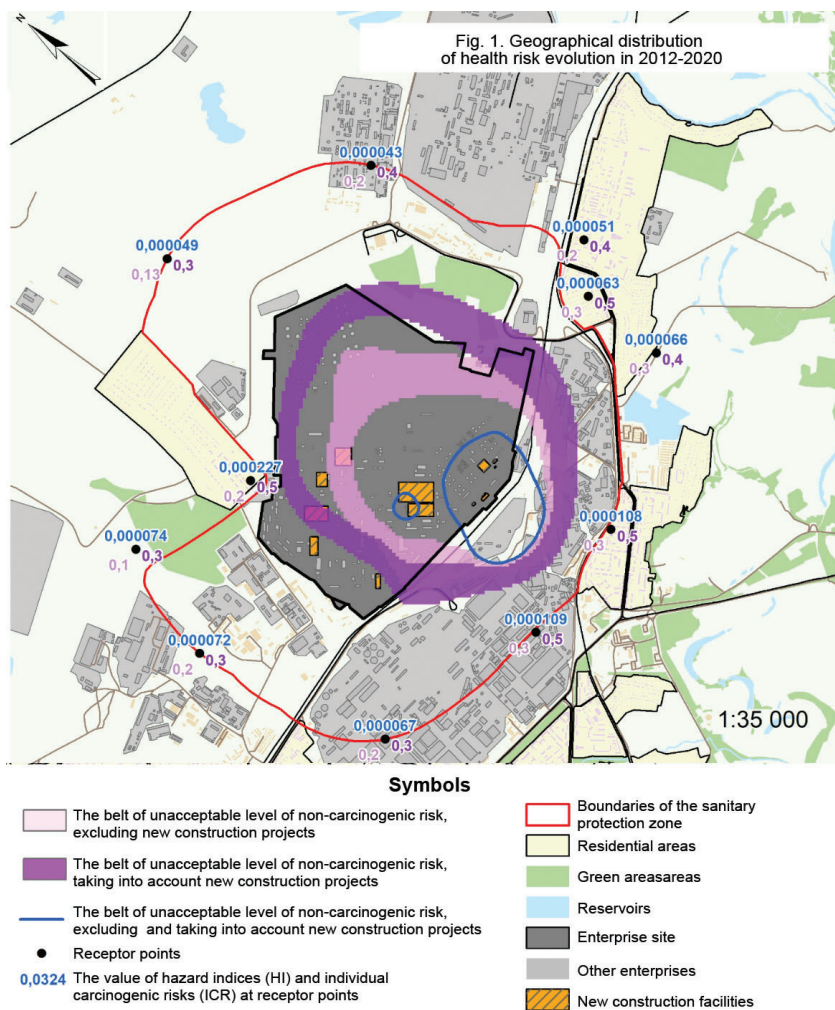 N
Fig. 1. Geographical distribution
of health risk evolution in 2012-2020
0,000043
0,2 0,4
0,000051
0,2 0,4
0,000049
0,13 0,3
0,000063
0,3 0,5
0,000066
0,3 0,4
0,000227
0,2 0,5
0,000108
0,3 0,5
0,000074
0,1 0,3
0,000109
0,3 0,5
0,000072
0,2 0,3
0,000067
0,2 0,3
1:35 000
Symbols
The belt of unacceptable level of non-carcinogenic risk,
excluding new construction projects
The belt of unacceptable level of non-carcinogenic risk,
taking into account new construction projects
The belt of unacceptable level of non-carcinogenic risk,
excluding and taking into account new construction projects
Receptor points
0,0324 The value of hazard indices (HI) and individual
carcinogenic risks (ICR) at receptor points
Boundaries of the sanitary
protection zone
Residential areas
Green areasareas
Reservoirs
Enterprise site
Other enterprises
New construction facilities